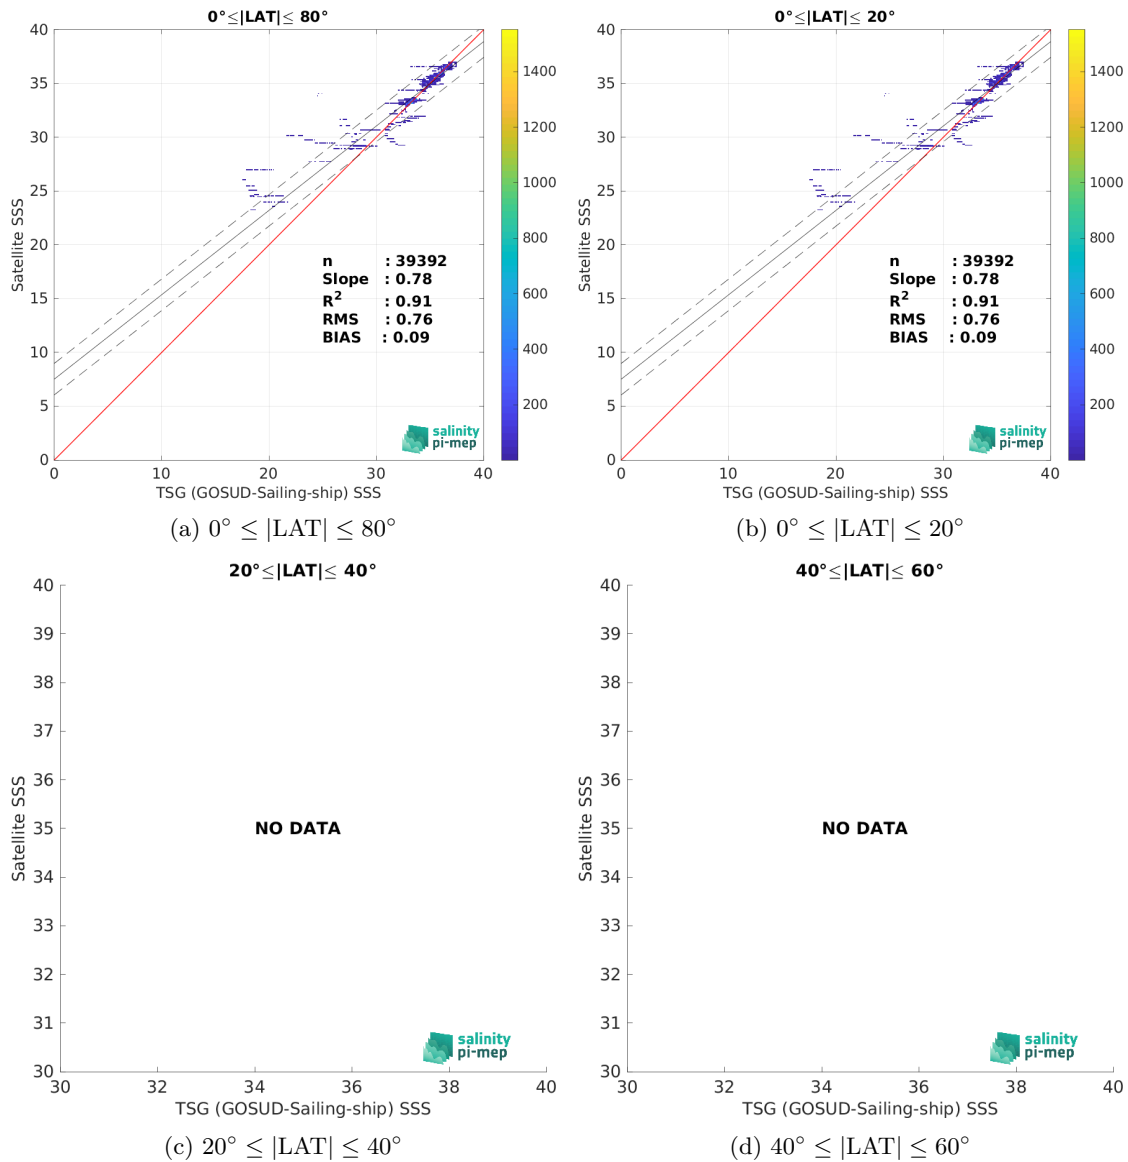 0°≤|LAT|≤ 80°
Satellite SSS
40
35
30
25
20
15
10
5
0
0
10
20
30
40
TSG (GOSUD-Sailing-ship) SSS
n : 39392
Slope : 0.78
R² : 0.91
RMS : 0.76
BIAS : 0.09
salinity
pi-mep
1400
1200
1000
800
600
400
200
(a) 0° ≤ |LAT| ≤ 80°
0°≤|LAT|≤ 20°
Satellite SSS
40
35
30
25
20
15
10
5
0
0
10
20
30
40
TSG (GOSUD-Sailing-ship) SSS
n : 39392
Slope : 0.78
R² : 0.91
RMS : 0.76
BIAS : 0.09
salinity
pi-mep
1400
1200
1000
800
600
400
200
(b) 0° ≤ |LAT| ≤ 20°
20°≤|LAT|≤ 40°
Satellite SSS
40
39
38
37
36
35
34
33
32
31
30
NO DATA
salinity
pi-mep
30
32
34
36
38
40
TSG (GOSUD-Sailing-ship) SSS
(c) 20° ≤ |LAT| ≤ 40°
40°≤|LAT|≤ 60°
Satellite SSS
40
39
38
37
36
35
34
33
32
31
30
NO DATA
salinity
pi-mep
30
32
34
36
38
40
TSG (GOSUD-Sailing-ship) SSS
(d) 40° ≤ |LAT| ≤ 60°